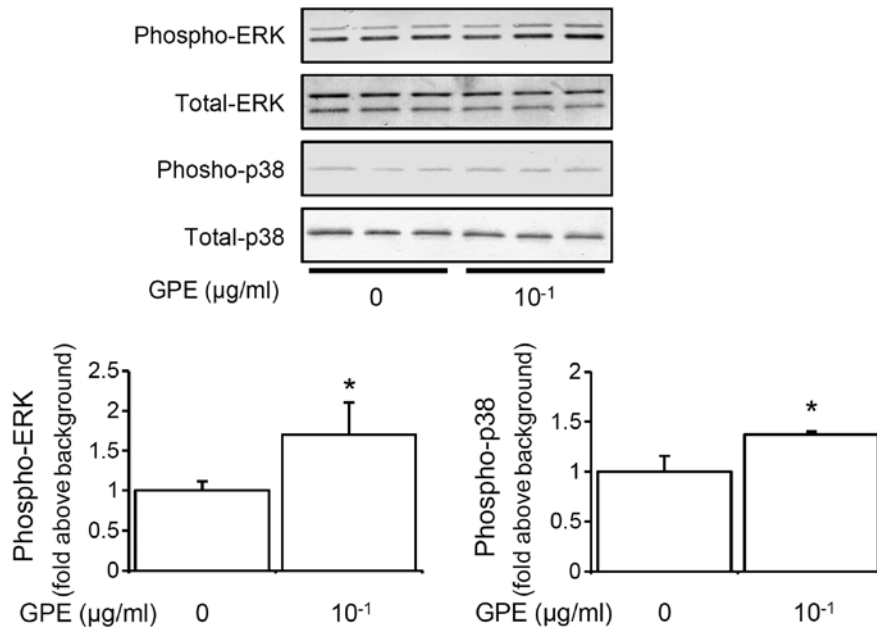 Phospho-ERK
Total-ERK
Phosho-p38
Total-p38
GPE (µg/ml) 0 10⁻¹
Phospho-ERK
(fold above background)
2.5
2
1.5
1
0.5
0
*
GPE (µg/ml) 0 10⁻¹
Phospho-p38
(fold above background)
2
1.5
1
0.5
0
*
GPE (µg/ml) 0 10⁻¹